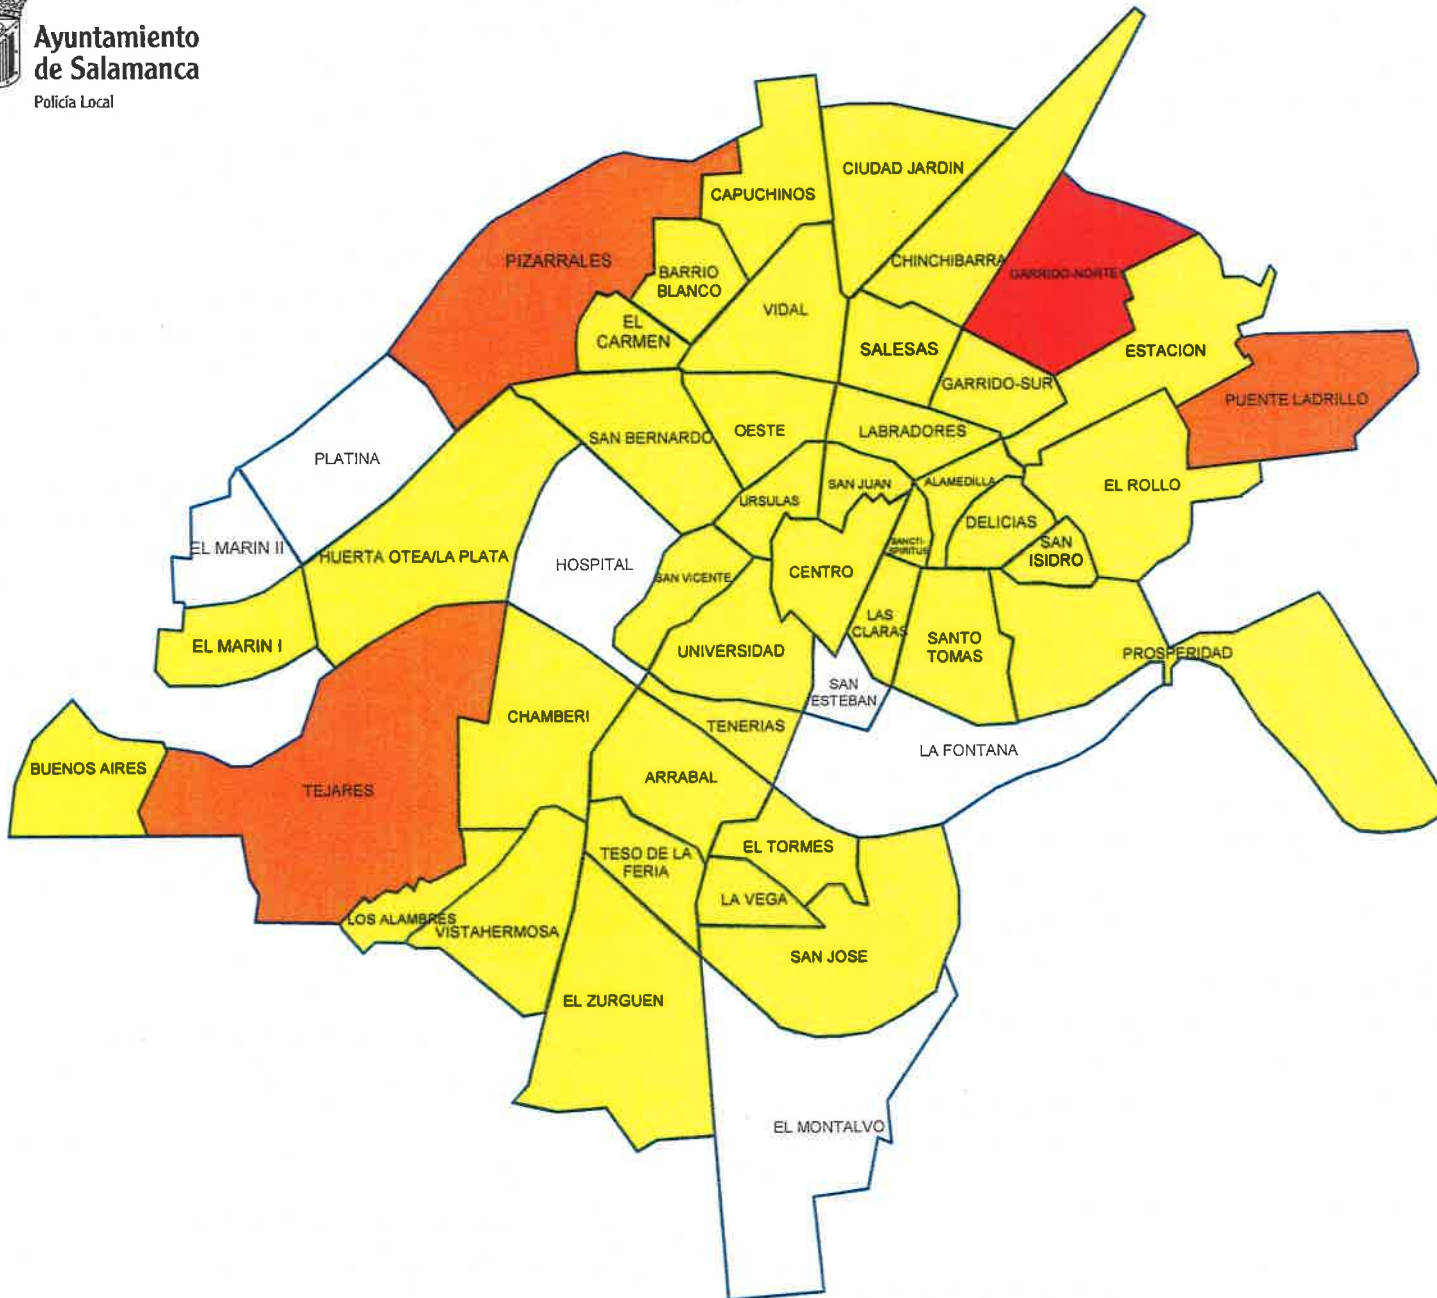 Ayuntamiento
de Salamanca
Policía Local
CIUDAD JARDIN
CAPUCHINOS
PIZARRALES
CHINCHIBARRA
BARRIO
BLANCO
GARRIDO-NORTE
VIDAL
EL
CARMEN
SALESAS
ESTACION
GARRIDO-SUR
PUENTE LADRILLO
SAN BERNARDO
OESTE
LABRADORES
PLATINA
URSULAS
SAN JUAN
ALAMEDILLA
EL ROLLO
DELICIAS
EL MARIN II
HUERTA OTEA/LA PLATA
HOSPITAL
SANCTI-
SPIRITUS
SAN
ISIDRO
SAN VICENTE
CENTRO
LAS
CLARAS
EL MARIN I
UNIVERSIDAD
SANTO
TOMAS
PROSPERIDAD
SAN
ESTEBAN
CHAMBERI
TENERIAS
LA FONTANA
BUENOS AIRES
TEJARES
ARRABAL
EL TORMES
TESO DE LA
FERIA
LA VEGA
LOS ALAMBRES
VISTAHERMOSA
SAN JOSE
EL ZURGUEN
EL MONTALVO